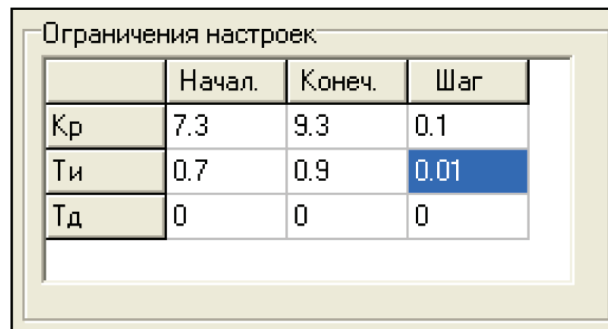 Ограничения настроек
Начал. Конеч. Шаг
Кр 7.3 9.3 0.1
Ти 0.7 0.9 0.01
Тд 0 0 0